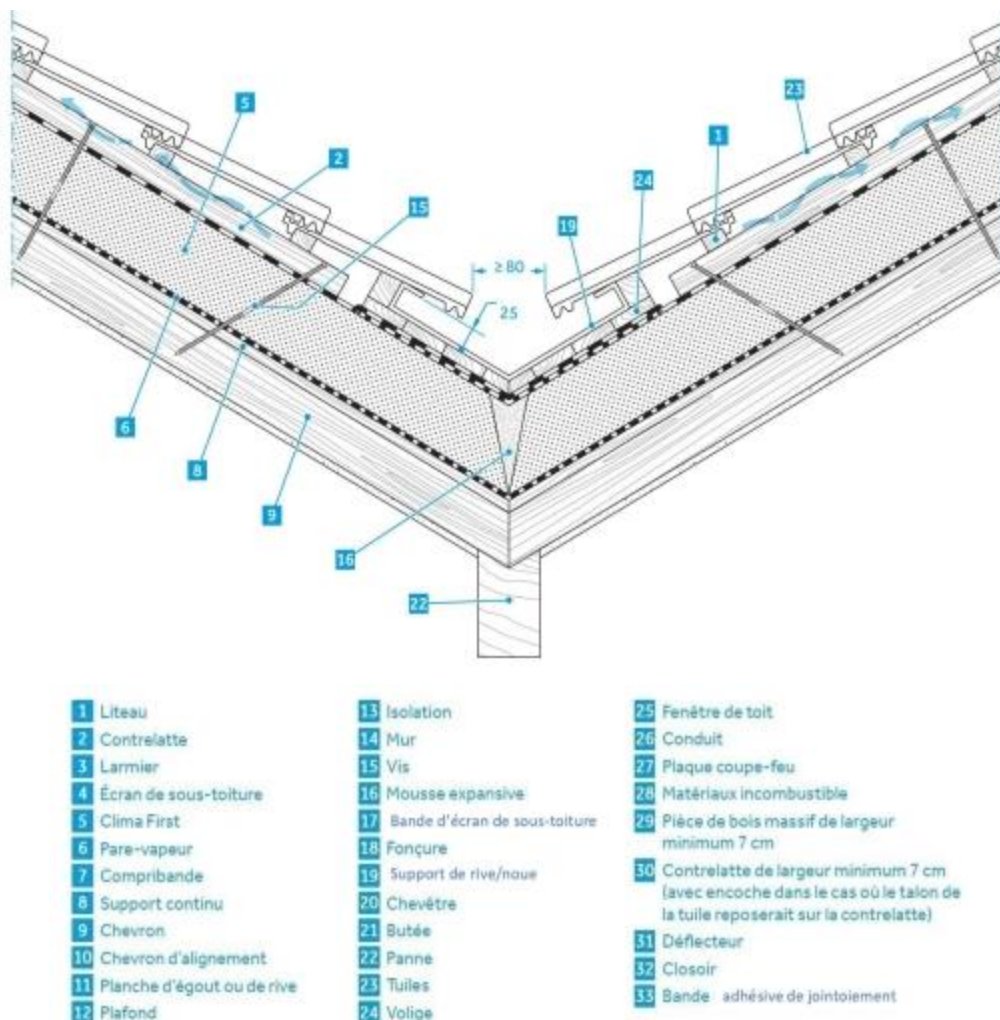 5
23
1
2
24
15
19
≥ 80
25
6
8
9
16
22
1 Liteau
2 Contrelatte
3 Larmier
4 Écran de sous-toiture
5 Clima First
6 Pare-vapeur
7 Compribande
8 Support continu
9 Chevron
10 Chevron d'alignement
11 Planche d'égout ou de rive
12 Plafond
13 Isolation
14 Mur
15 Vis
16 Mousse expansive
17 Bande d'écran de sous-toiture
18 Fonçure
19 Support de rive/noue
20 Chevêtre
21 Butée
22 Panne
23 Tuiles
24 Volige
25 Fenêtre de toit
26 Conduit
27 Plaque coupe-feu
28 Matériaux incombustible
29 Pièce de bois massif de largeur
minimum 7 cm
30 Contrelatte de largeur minimum 7 cm
(avec encoche dans le cas où le talon de
la tuile reposerait sur la contrelatte)
31 Déflecteur
32 Closoir
33 Bande adhésive de jointoiement